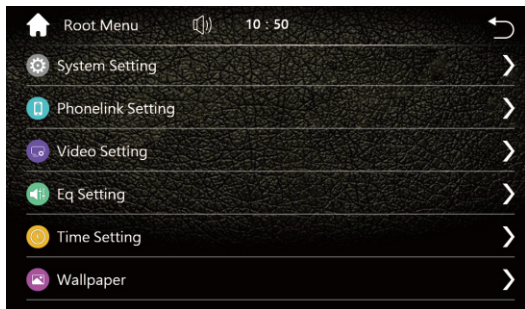 Root Menu 10 : 50
System Setting
Phonelink Setting
Video Setting
Eq Setting
Time Setting
Wallpaper